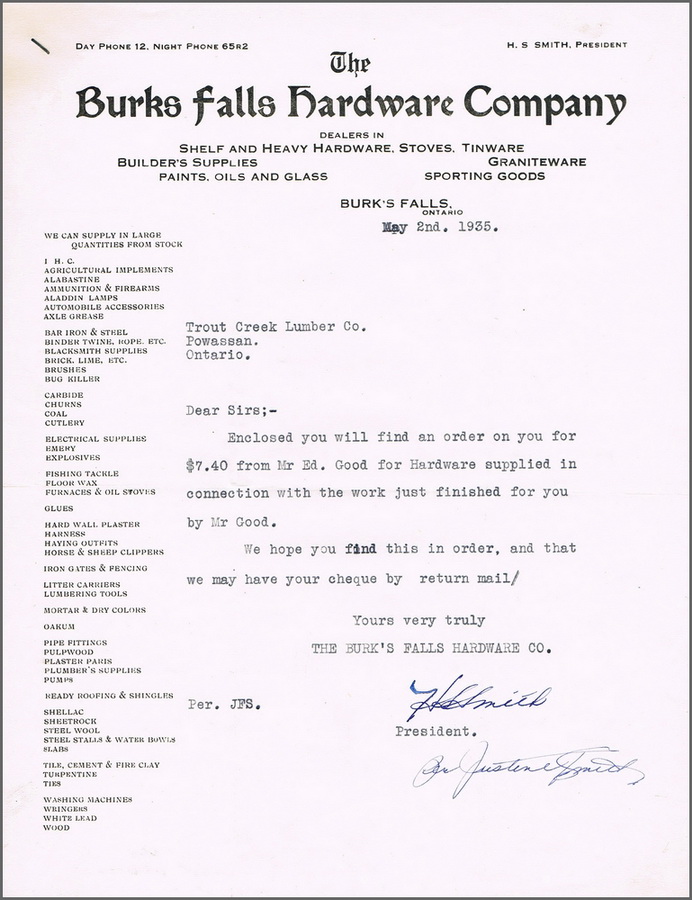 DAY PHONE 12, NIGHT PHONE 65R2
H. S SMITH, PRESIDENT
The
Burks Falls Hardware Company
DEALERS IN
SHELF AND HEAVY HARDWARE, STOVES, TINWARE
BUILDER'S SUPPLIES GRANITEWARE
PAINTS, OILS AND GLASS SPORTING GOODS
BURK'S FALLS,
ONTARIO
May 2nd. 1935.
WE CAN SUPPLY IN LARGE
QUANTITIES FROM STOCK
I H. C.
AGRICULTURAL IMPLEMENTS
ALABASTINE
AMMUNITION & FIREARMS
ALADDIN LAMPS
AUTOMOBILE ACCESSORIES
AXLE GREASE
BAR IRON & STEEL
BINDER TWINE, ROPE. ETC.
BLACKSMITH SUPPLIES
BRICK, LIME, ETC.
BRUSHES
BUG KILLER
CARBIDE
CHURNS
COAL
CUTLERY
ELECTRICAL SUPPLIES
EMERY
EXPLOSIVES
FISHING TACKLE
FLOOR WAX
FURNACES & OIL STOVES
GLUES
HARD WALL PLASTER
HARNESS
HAYING OUTFITS
HORSE & SHEEP CLIPPERS
IRON GATES & FENCING
LITTER CARRIERS
LUMBERING TOOLS
MORTAR & DRY COLORS
OAKUM
PIPE FITTINGS
PULPWOOD
PLASTER PARIS
PLUMBER'S SUPPLIES
PUMPS
READY ROOFING & SHINGLES
SHELLAC
SHEETROCK
STEEL WOOL
STEEL STALLS & WATER BOWLS
SLABS
TILE, CEMENT & FIRE CLAY
TURPENTINE
TIES
WASHING MACHINES
WRINGERS
WHITE LEAD
WOOD
Trout Creek Lumber Co.
Powassan.
Ontario.
Dear Sirs;-
Enclosed you will find an order on you for
$7.40 from Mr Ed. Good for Hardware supplied in
connection with the work just finished for you
by Mr Good.
We hope you find this in order, and that
we may have your cheque by return mail/
Yours very truly
THE BURK'S FALLS HARDWARE CO.
Per. JFS.
HS Smith
President.
Per Justene Smith